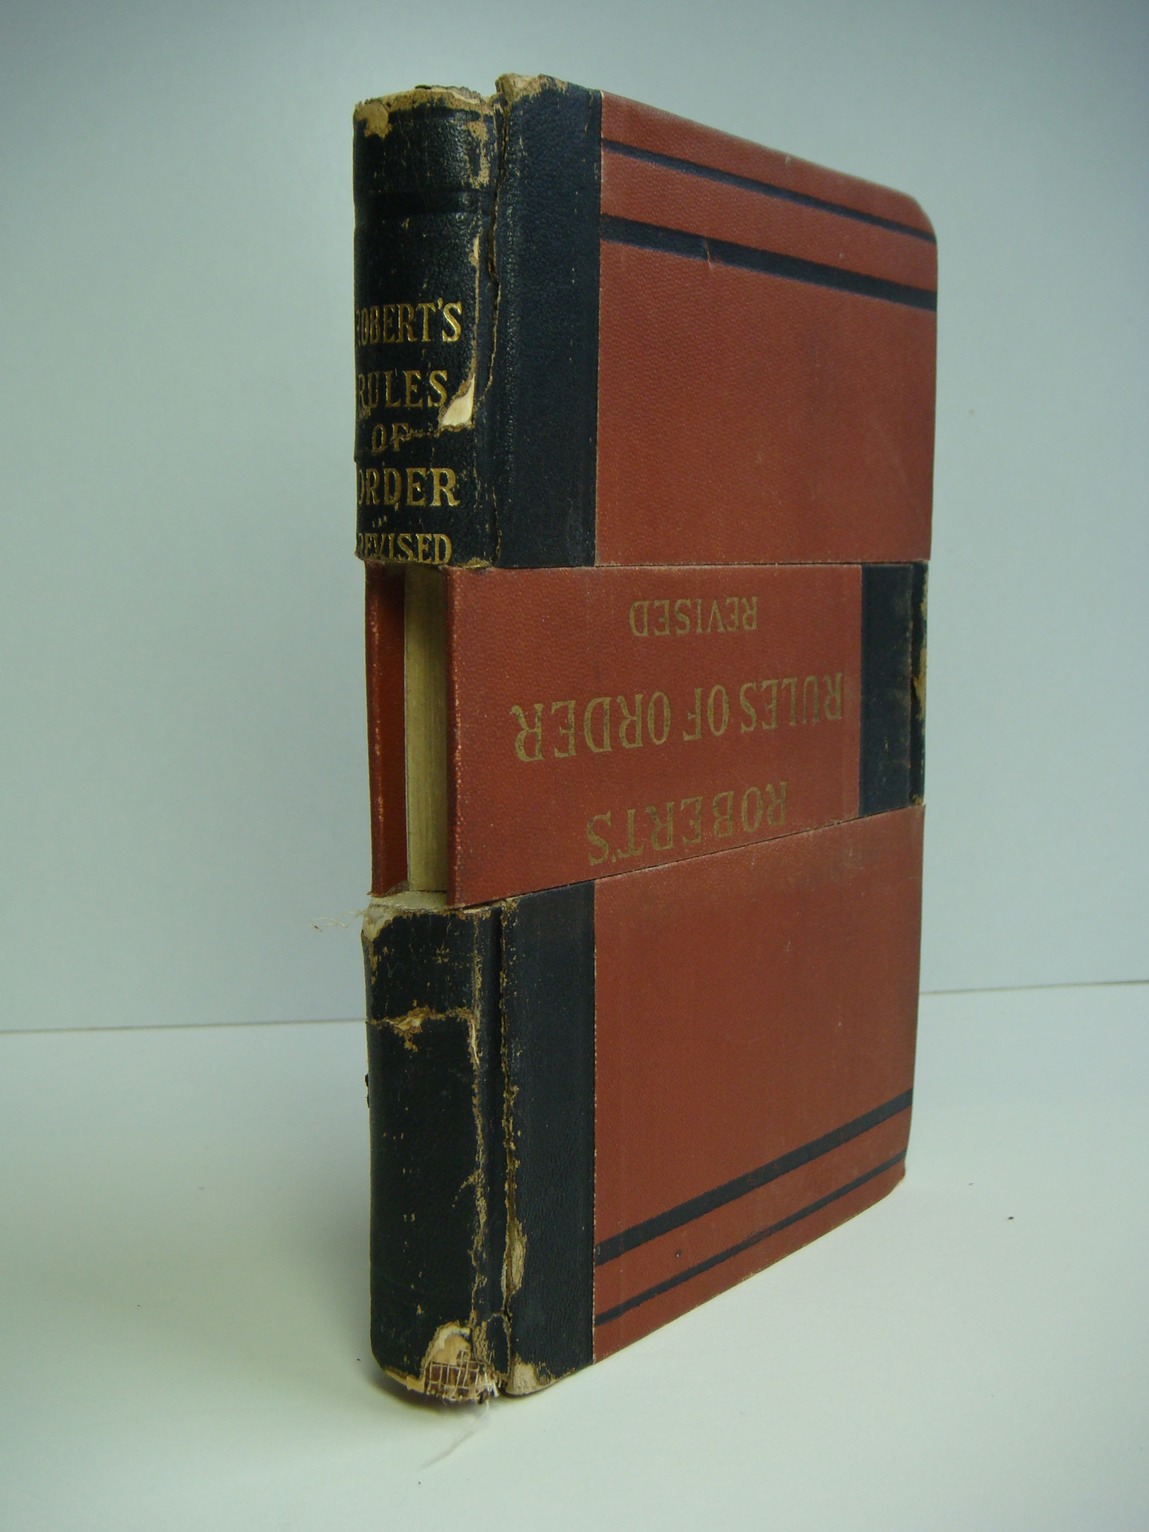 ROBERT'S
RULES
OF
ORDER
REVISED
ROBERT'S
RULES OF ORDER
REVISED